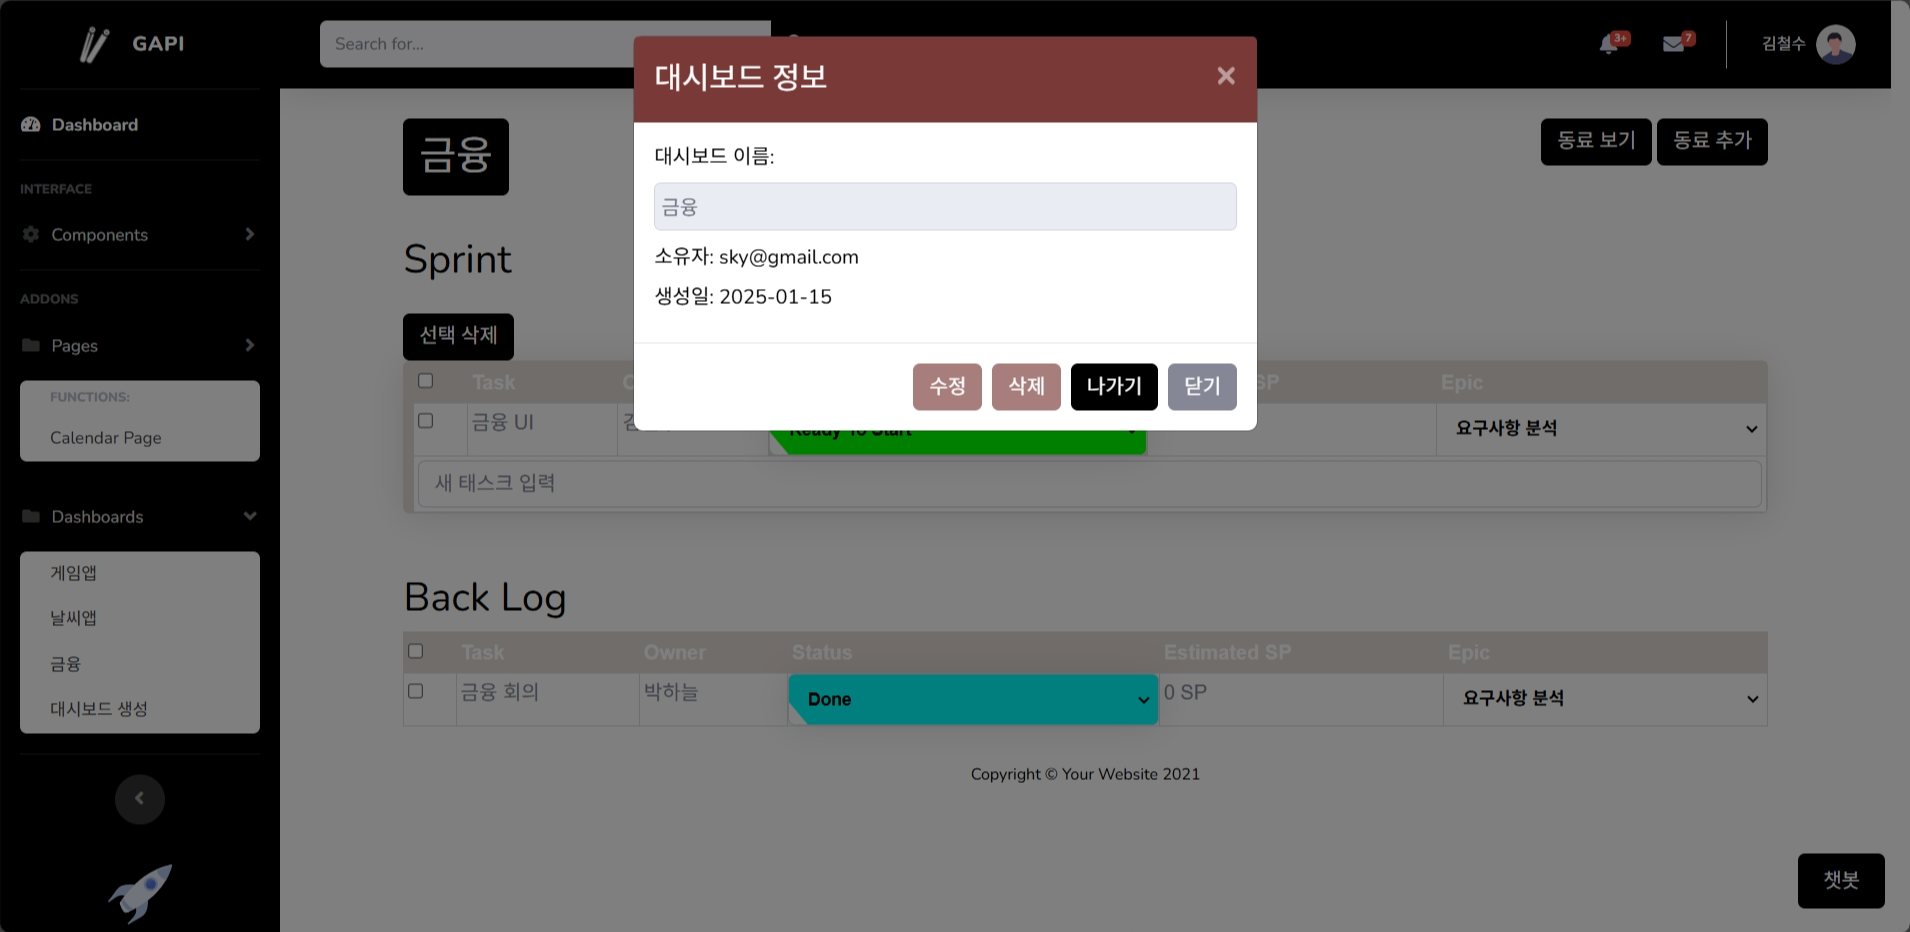 GAPI
Search for...
3+
7
김철수
Dashboard
INTERFACE
Components
ADDONS
Pages
FUNCTIONS:
Calendar Page
Dashboards
게임앱
날씨앱
금융
대시보드 생성
금융
동료 보기
동료 추가
Sprint
선택 삭제
Task
SP
Epic
금융 UI
Ready To Start
요구사항 분석
새 태스크 입력
대시보드 정보
×
대시보드 이름:
금융
소유자: sky@gmail.com
생성일: 2025-01-15
수정
삭제
나가기
닫기
Back Log
Task Owner Status Estimated SP Epic
금융 회의 박하늘 Done 0 SP 요구사항 분석
Copyright © Your Website 2021
챗봇